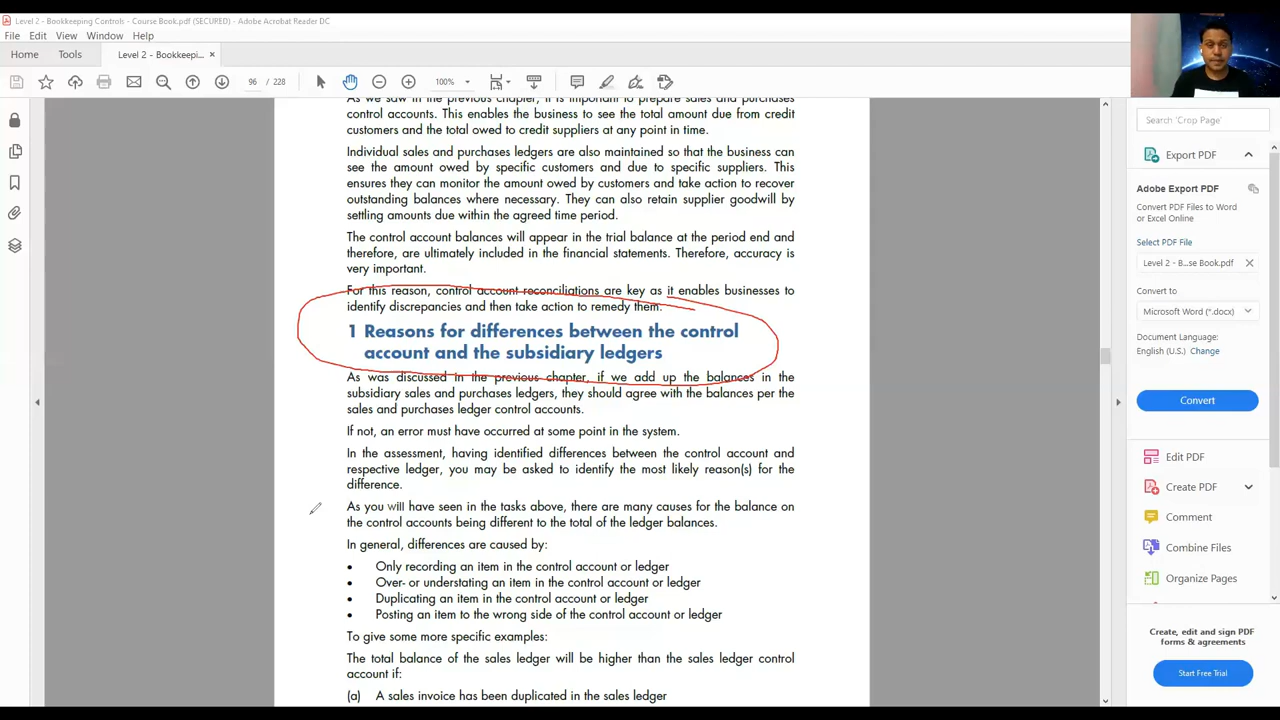 Level 2 - Bookkeeping Controls - Course Book.pdf (SECURED) - Adobe Acrobat Reader DC
File Edit View Window Help
Home Tools Level 2 - Bookkeepi... ×
96 / 228 100%
As we saw in the previous chapter, it is important to prepare sales and purchases
control accounts. This enables the business to see the total amount due from credit
customers and the total owed to credit suppliers at any point in time.
Individual sales and purchases ledgers are also maintained so that the business can
see the amount owed by specific customers and due to specific suppliers. This
ensures they can monitor the amount owed by customers and take action to recover
outstanding balances where necessary. They can also retain supplier goodwill by
settling amounts due within the agreed time period.
The control account balances will appear in the trial balance at the period end and
therefore, are ultimately included in the financial statements. Therefore, accuracy is
very important.
For this reason, control account reconciliations are key as it enables businesses to
identify discrepancies and then take action to remedy them.
1 Reasons for differences between the control
account and the subsidiary ledgers
As was discussed in the previous chapter, if we add up the balances in the
subsidiary sales and purchases ledgers, they should agree with the balances per the
sales and purchases ledger control accounts.
If not, an error must have occurred at some point in the system.
In the assessment, having identified differences between the control account and
respective ledger, you may be asked to identify the most likely reason(s) for the
difference.
As you will have seen in the tasks above, there are many causes for the balance on
the control accounts being different to the total of the ledger balances.
In general, differences are caused by:
• Only recording an item in the control account or ledger
• Over- or understating an item in the control account or ledger
• Duplicating an item in the control account or ledger
• Posting an item to the wrong side of the control account or ledger
To give some more specific examples:
The total balance of the sales ledger will be higher than the sales ledger control
account if:
(a) A sales invoice has been duplicated in the sales ledger
Search 'Crop Page'
Export PDF
Adobe Export PDF
Convert PDF Files to Word
or Excel Online
Select PDF File
Level 2 - B...se Book.pdf
Convert to
Microsoft Word (*.docx)
Document Language:
English (U.S.) Change
Convert
Edit PDF
Create PDF
Comment
Combine Files
Organize Pages
Create, edit and sign PDF
forms & agreements
Start Free Trial